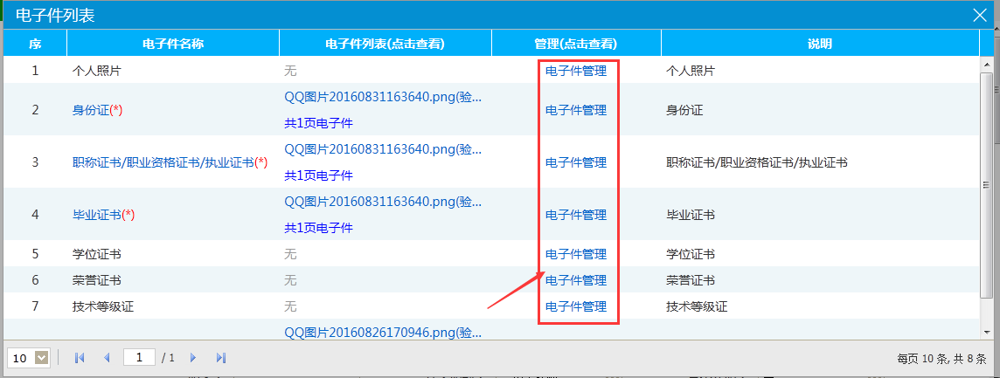 电子件列表
序 电子件名称 电子件列表(点击查看) 管理(点击查看) 说明
1 个人照片 无 电子件管理 个人照片
QQ图片20160831163640.png(验...
2 身份证(*) 电子件管理 身份证
共1页电子件
QQ图片20160831163640.png(验...
3 职称证书/职业资格证书/执业证书(*) 电子件管理 职称证书/职业资格证书/执业证书
共1页电子件
QQ图片20160831163640.png(验...
4 毕业证书(*) 电子件管理 毕业证书
共1页电子件
5 学位证书 无 电子件管理 学位证书
6 荣誉证书 无 电子件管理 荣誉证书
7 技术等级证 无 电子件管理 技术等级证
QQ图片20160826170946.png(验...
10 1 / 1 每页 10 条, 共 8 条